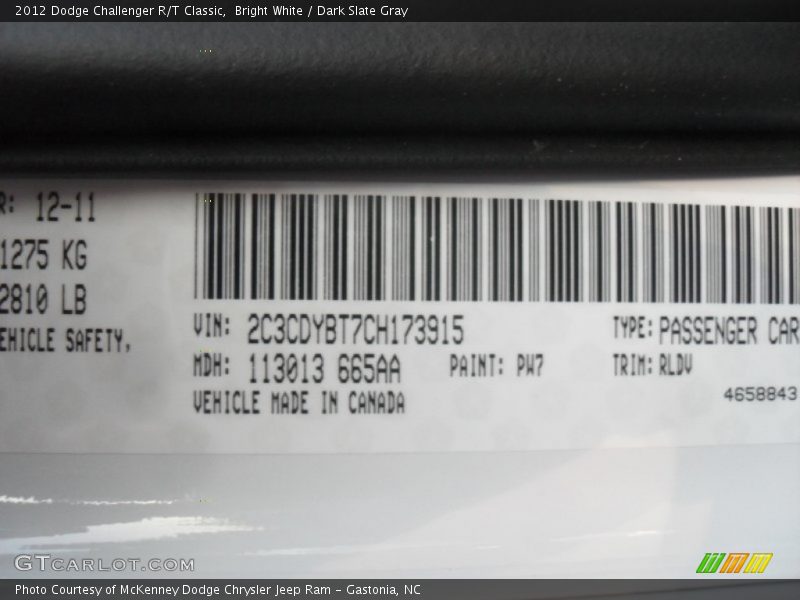 2012 Dodge Challenger R/T Classic,  Bright White / Dark Slate Gray
R: 12-11
1275 KG
2810 LB
EHICLE SAFETY,
VIN: 2C3CDYBT7CH173915
TYPE: PASSENGER CAR
MDH: 113013 665AA
PAINT: PW7
TRIM: RLDV
VEHICLE MADE IN CANADA
4658843
GTCARLOT.COM
Photo Courtesy of McKenney Dodge Chrysler Jeep Ram – Gastonia, NC